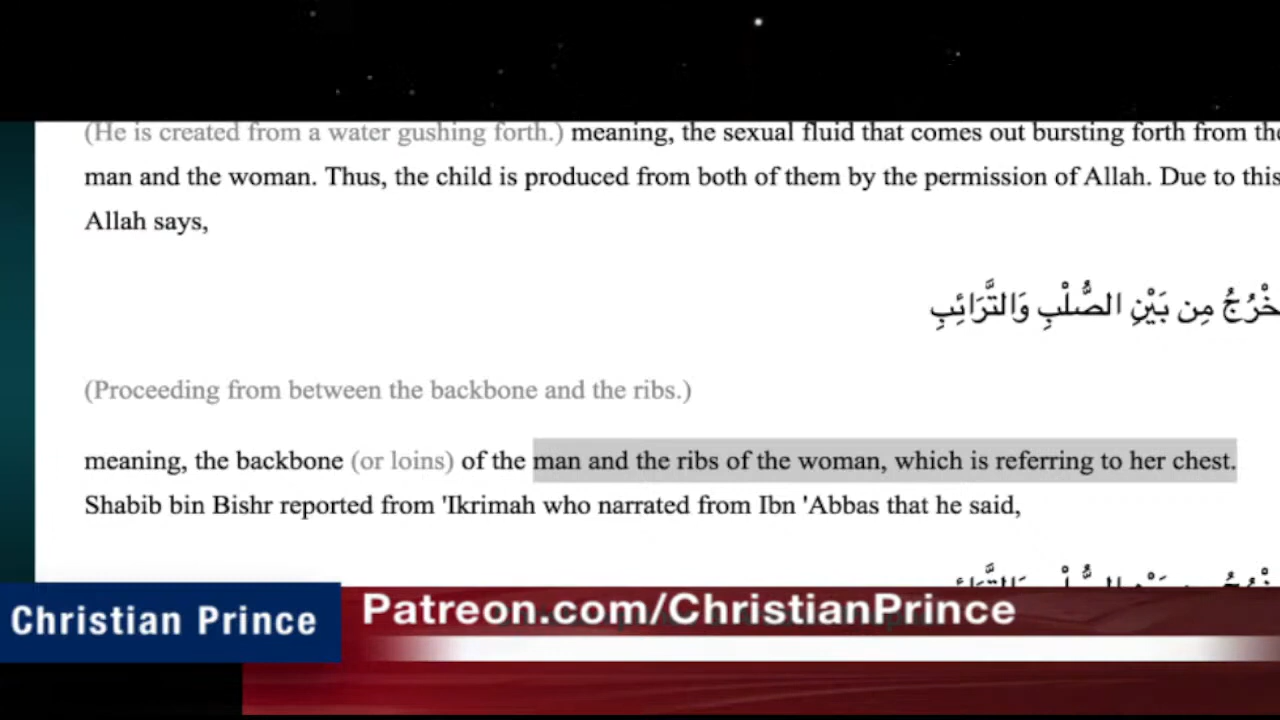 (He is created from a water gushing forth.) meaning, the sexual fluid that comes out bursting forth from the
man and the woman. Thus, the child is produced from both of them by the permission of Allah. Due to this
Allah says,
خْرُجُ مِن بَيْنِ الصُّلْبِ وَالتَّرَائِبِ
(Proceeding from between the backbone and the ribs.)
meaning, the backbone (or loins) of the man and the ribs of the woman, which is referring to her chest.
Shabib bin Bishr reported from 'Ikrimah who narrated from Ibn 'Abbas that he said,
Christian Prince
Patreon.com/ChristianPrince